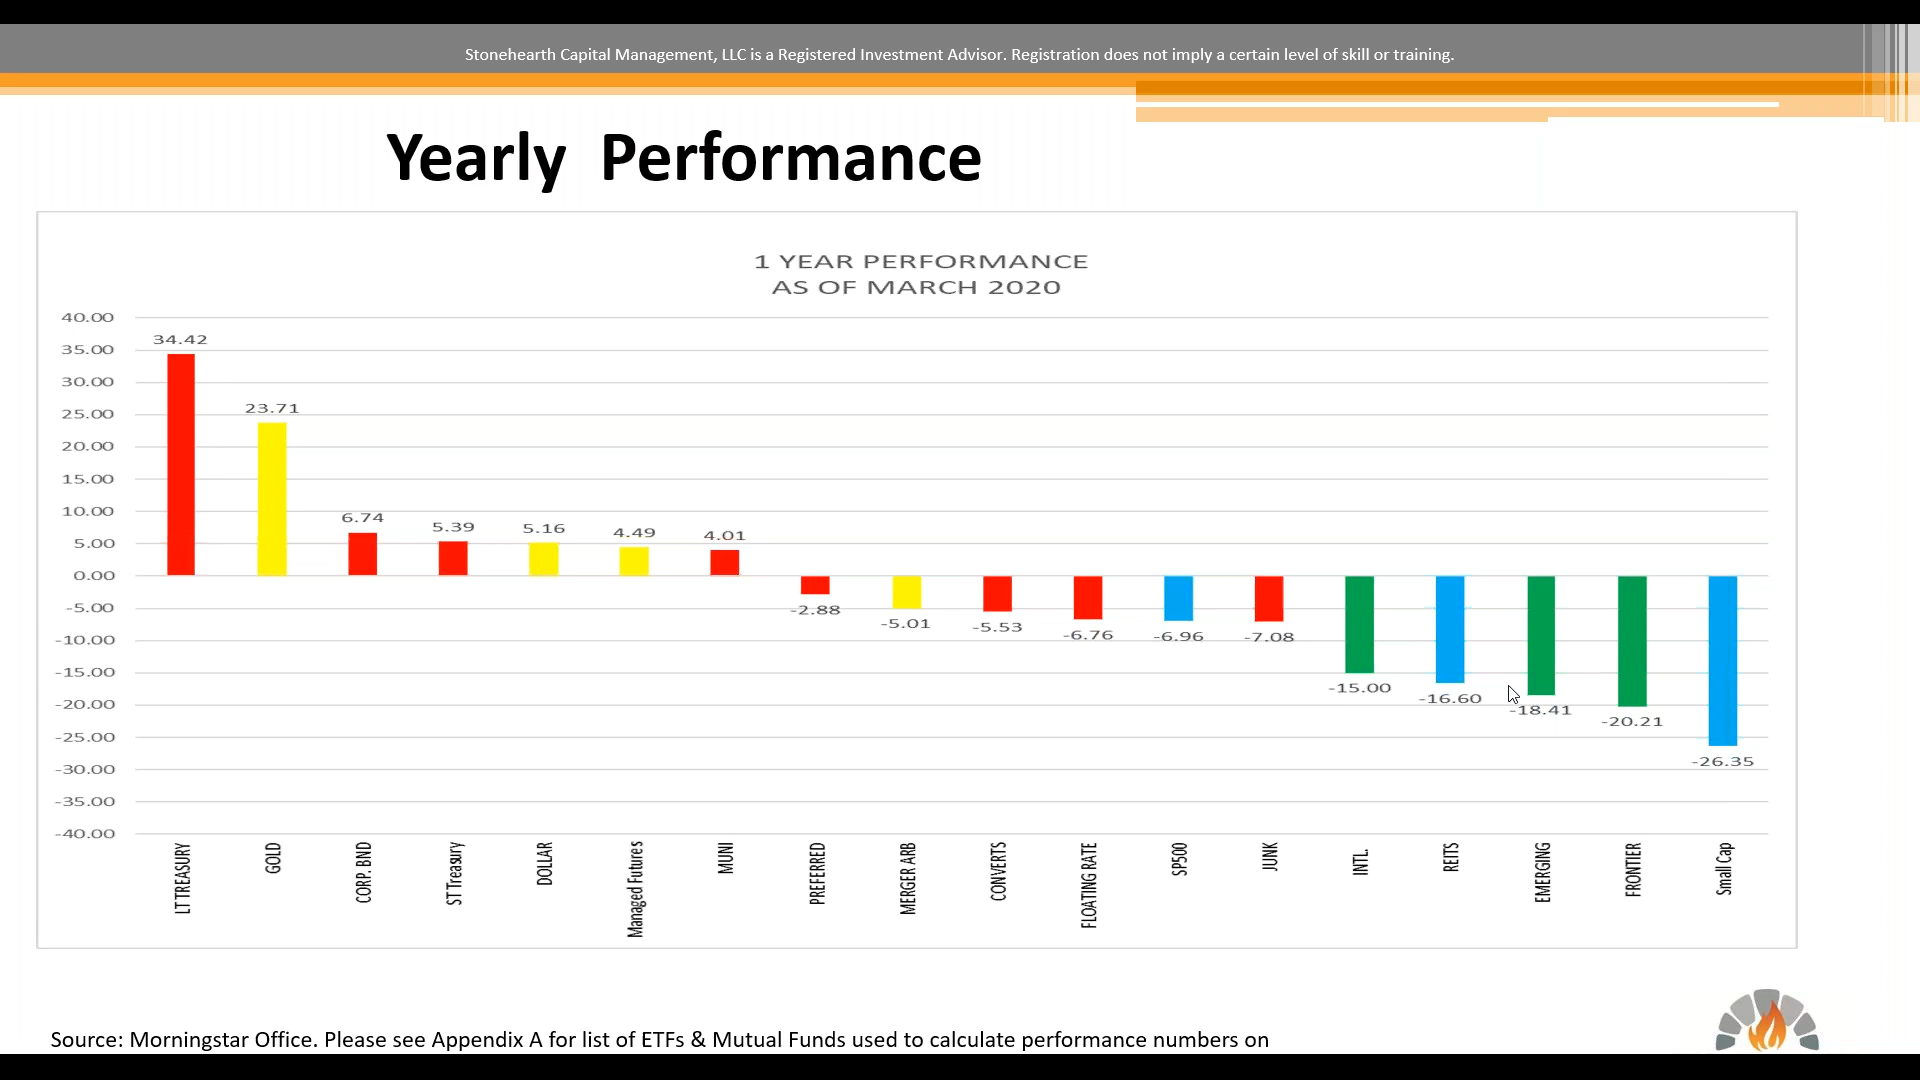 Stonehearth Capital Management, LLC is a Registered Investment Advisor. Registration does not imply a certain level of skill or training.
Yearly Performance
1 YEAR PERFORMANCE
AS OF MARCH 2020
40.00
35.00
30.00
25.00
20.00
15.00
10.00
5.00
0.00
-5.00
-10.00
-15.00
-20.00
-25.00
-30.00
-35.00
-40.00
34.42
23.71
6.74
5.39
5.16
4.49
4.01
-2.88
-5.01
-5.53
-6.76
-6.96
-7.08
-15.00
-16.60
-18.41
-20.21
-26.35
LT TREASURY
GOLD
CORP. BND
ST Treasury
DOLLAR
Managed Futures
MUNI
PREFERRED
MERGER ARB
CONVERTS
FLOATING RATE
SP500
JUNK
INTL.
REITS
EMERGING
FRONTIER
Small Cap
Source: Morningstar Office. Please see Appendix A for list of ETFs & Mutual Funds used to calculate performance numbers on